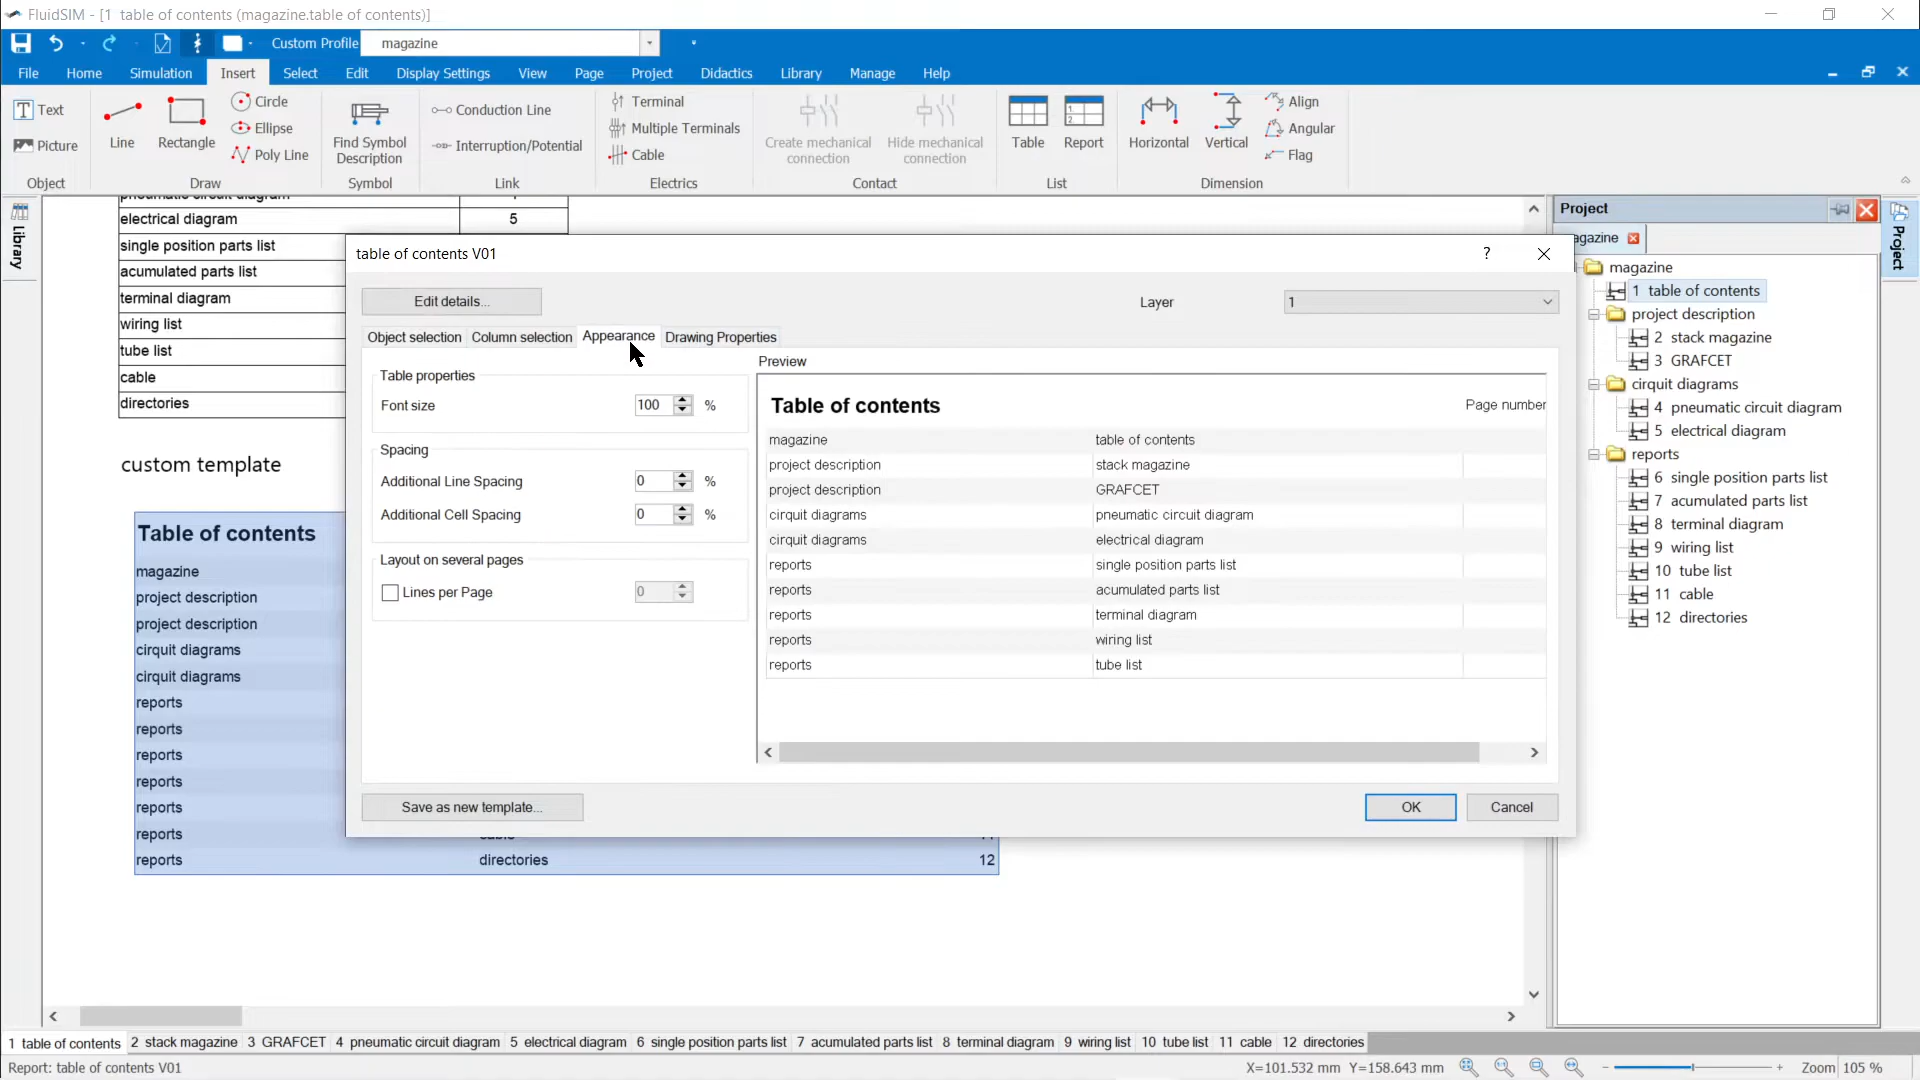 FluidSIM - [1 table of contents (magazine.table of contents)]
Custom Profile magazine
File Home Simulation Insert Select Edit Display Settings View Page Project Didactics Library Manage Help
Text
Picture
Object
Line
Rectangle
Circle
Ellipse
Poly Line
Draw
Find Symbol
Description
Symbol
Conduction Line
Interruption/Potential
Link
Terminal
Multiple Terminals
Cable
Electrics
Create mechanical
connection
Hide mechanical
connection
Contact
Table
Report
List
Horizontal
Vertical
Align
Angular
Flag
Dimension
Library
pneumatic circuit diagram
electrical diagram 5
single position parts list
acumulated parts list
terminal diagram
wiring list
tube list
cable
directories
custom template
Table of contents
magazine
project description
project description
cirquit diagrams
cirquit diagrams
reports
reports
reports
reports
reports
reports cable 11
reports directories 12
table of contents V01
?
Edit details...
Layer 1
Object selection Column selection Appearance Drawing Properties
Table properties
Font size 100 %
Spacing
Additional Line Spacing 0 %
Additional Cell Spacing 0 %
Layout on several pages
Lines per Page 0
Preview
Table of contents Page number
magazine table of contents
project description stack magazine
project description GRAFCET
cirquit diagrams pneumatic circuit diagram
cirquit diagrams electrical diagram
reports single position parts list
reports acumulated parts list
reports terminal diagram
reports wiring list
reports tube list
Save as new template...
OK
Cancel
Project
agazine
magazine
1 table of contents
project description
2 stack magazine
3 GRAFCET
cirquit diagrams
4 pneumatic circuit diagram
5 electrical diagram
reports
6 single position parts list
7 acumulated parts list
8 terminal diagram
9 wiring list
10 tube list
11 cable
12 directories
Project
1 table of contents 2 stack magazine 3 GRAFCET 4 pneumatic circuit diagram 5 electrical diagram 6 single position parts list 7 acumulated parts list 8 terminal diagram 9 wiring list 10 tube list 11 cable 12 directories
Report: table of contents V01
X=101.532 mm Y=158.643 mm
Zoom 105 %